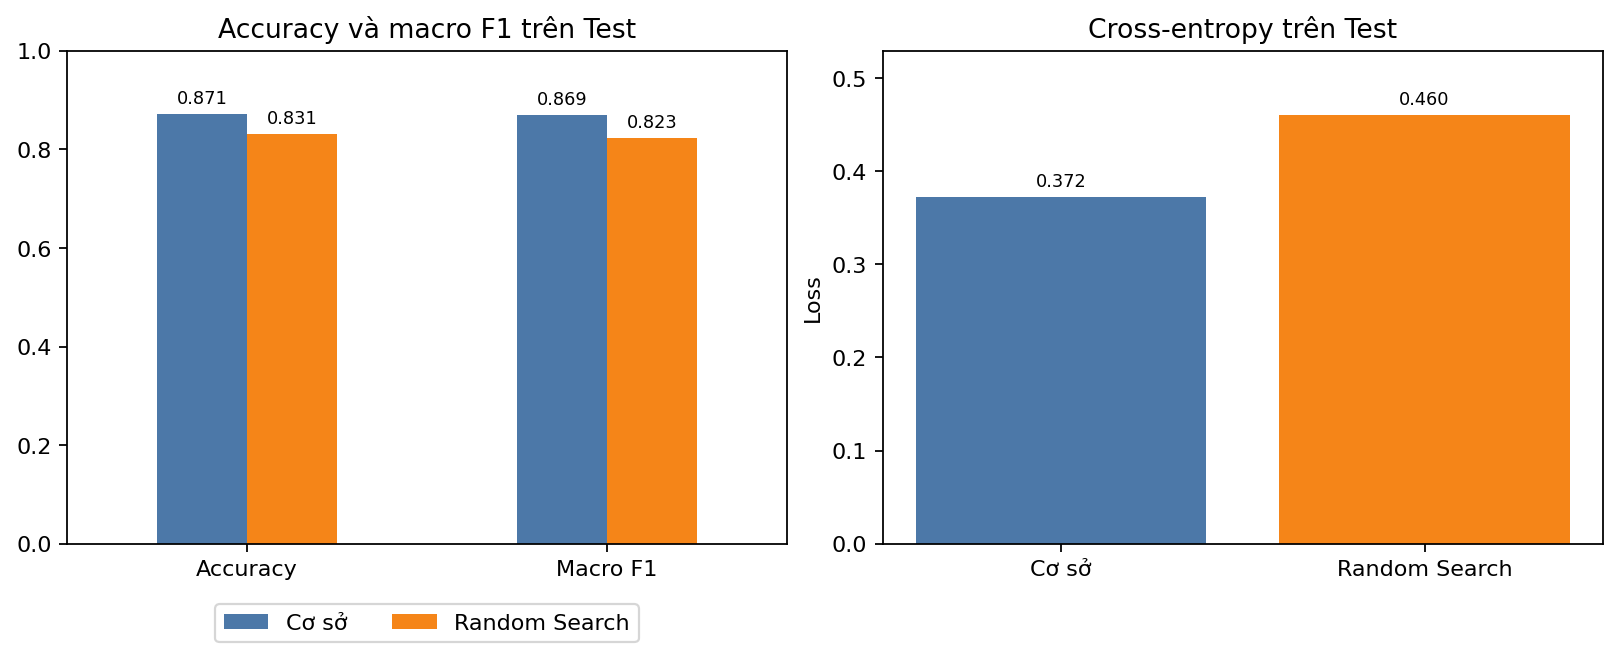 Accuracy và macro F1 trên Test
1.0
0.8
0.6
0.4
0.2
0.0
0.871
0.831
0.869
0.823
Accuracy
Macro F1
Cơ sở
Random Search
Cross-entropy trên Test
Loss
0.5
0.4
0.3
0.2
0.1
0.0
0.372
0.460
Cơ sở
Random Search